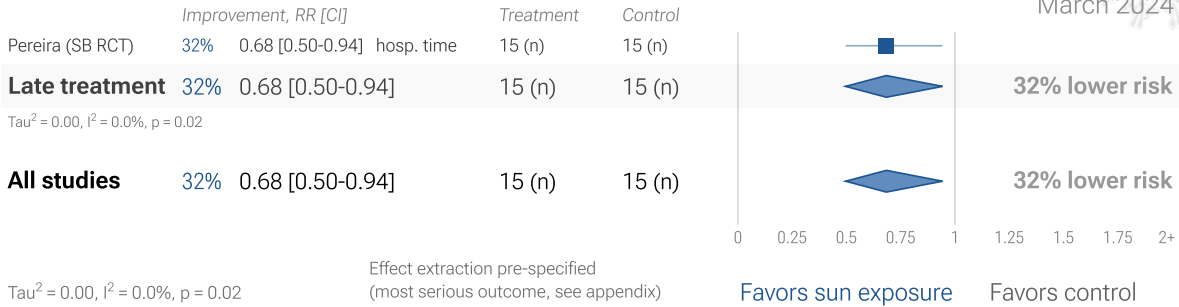 March 2024
Improvement, RR [CI] Treatment Control
Pereira (SB RCT) 32% 0.68 [0.50-0.94] hosp. time 15 (n) 15 (n)
Late treatment 32% 0.68 [0.50-0.94] 15 (n) 15 (n) 32% lower risk
Tau² = 0.00, I² = 0.0%, p = 0.02
All studies 32% 0.68 [0.50-0.94] 15 (n) 15 (n) 32% lower risk
0 0.25 0.5 0.75 1 1.25 1.5 1.75 2+
Effect extraction pre-specified
Tau² = 0.00, I² = 0.0%, p = 0.02 (most serious outcome, see appendix) Favors sun exposure Favors control